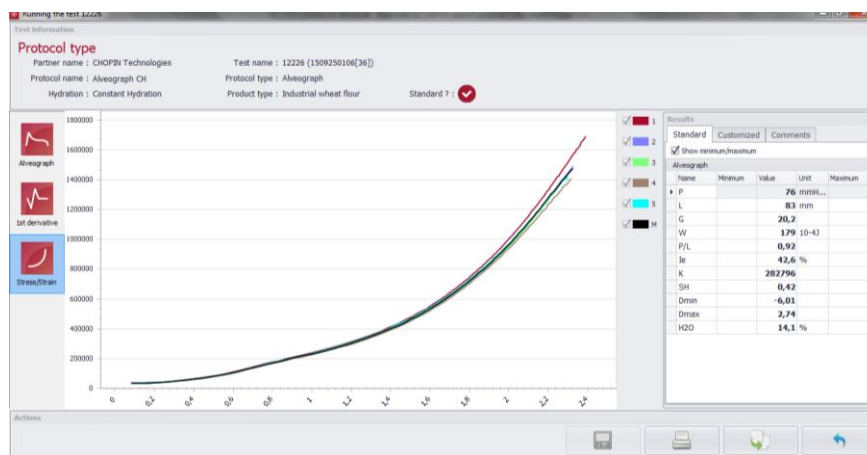 Running the test 12226
Test information
Protocol type
Partner name : CHOPIN Technologies Test name : 12226 (1509250106[36])
Protocol name : Alveograph CH Protocol type : Alveograph
Hydration : Constant Hydration Product type : Industrial wheat flour Standard ? :
Alveograph
1st derivative
Stress/Strain
1800000
1600000
1400000
1200000
1000000
800000
600000
400000
200000
0
0 0,2 0,4 0,6 0,8 1 1,2 1,4 1,6 1,8 2 2,2 2,4
1
2
3
4
5
M
Results
Standard Customized Comments
Show minimum/maximum
Alveograph
Name Minimum Value Unit Maximum
P 76 mmH...
L 83 mm
G 20,2
W 179 10-4J
P/L 0,92
Ie 42,6 %
K 282796
SH 0,42
Dmin -6,01
Dmax 2,74
H2O 14,1 %
Actions